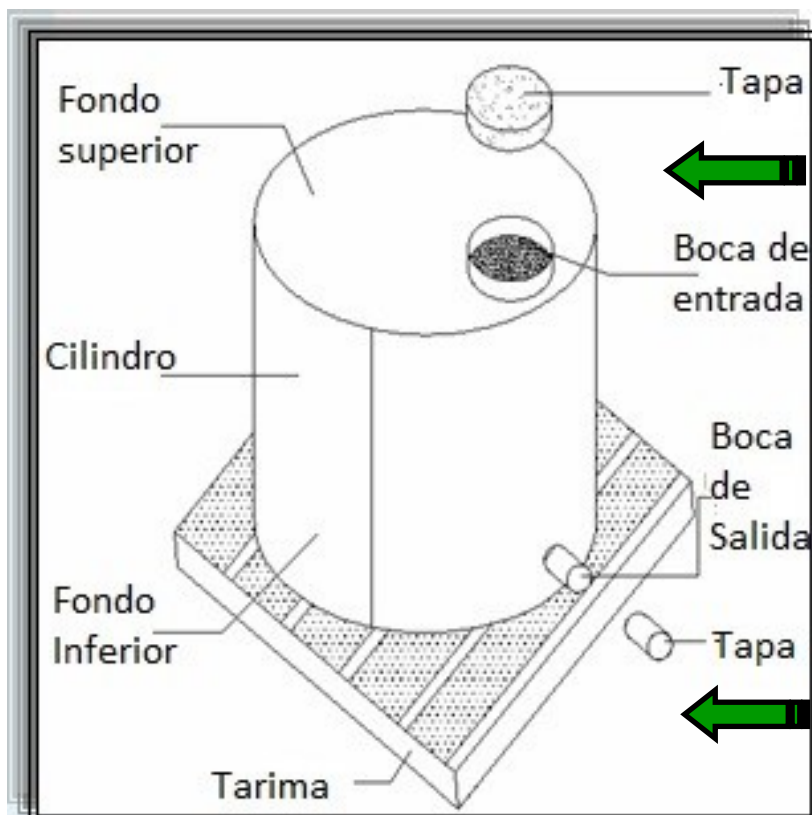 Tapa
Fondo
superior
Boca de
entrada
Cilindro
Boca
de
Salida
Fondo
Inferior
Tapa
Tarima